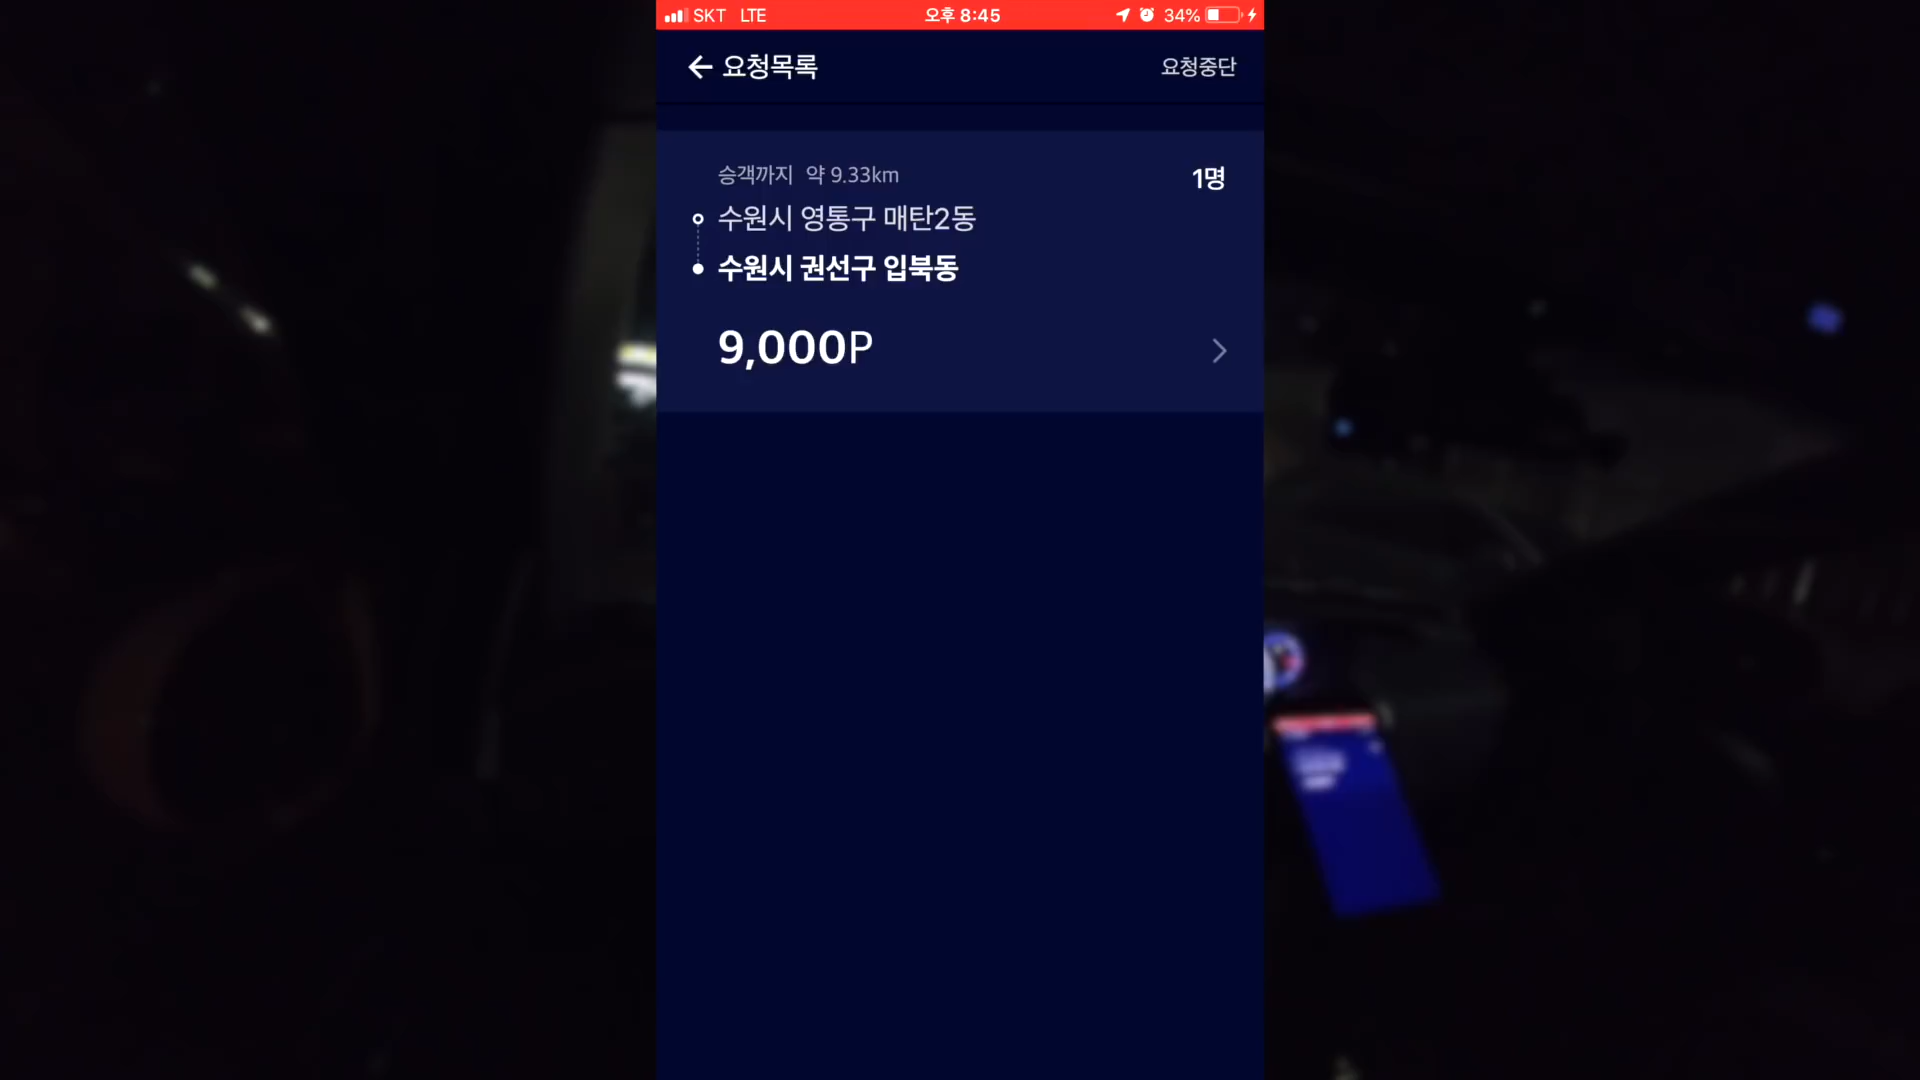 SKT LTE 오후 8:45 34%
요청목록 요청중단
승객까지 약 9.33km 1명
수원시 영통구 매탄2동
수원시 권선구 입북동
9,000P